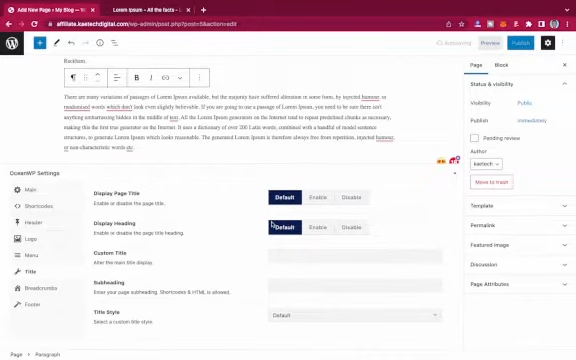 Add New Page ‹ My Blog —
Lorem Ipsum - All the facts - L
affiliate.kaetechdigital.com/wp-admin/post.php?post=5&action=edit
Autosaving
Preview
Publish
B I
There are many variations of passages of Lorem Ipsum available, but the majority have suffered alteration in some form, by injected humour, or
randomised words which don't look even slightly believable. If you are going to use a passage of Lorem Ipsum, you need to be sure there isn't
anything embarrassing hidden in the middle of text. All the Lorem Ipsum generators on the Internet tend to repeat predefined chunks as necessary,
making this the first true generator on the Internet. It uses a dictionary of over 200 Latin words, combined with a handful of model sentence
structures, to generate Lorem Ipsum which looks reasonable. The generated Lorem Ipsum is therefore always free from repetition, injected humour,
or non-characteristic words etc.
OceanWP Settings
Main
Shortcodes
Header
Logo
Menu
Title
Breadcrumbs
Footer
Display Page Title
Enable or disable the page title.
Default Enable Disable
Display Heading
Enable or disable the page title heading.
Default Enable Disable
Custom Title
Alter the main title display.
Subheading
Enter your page subheading. Shortcodes & HTML is allowed.
Title Style
Select a custom title style.
Default
Page Block
Status & visibility
Visibility Public
Publish Immediately
Pending review
Author
kaetech
Move to trash
Template
Permalink
Featured image
Discussion
Page Attributes
Page › Paragraph